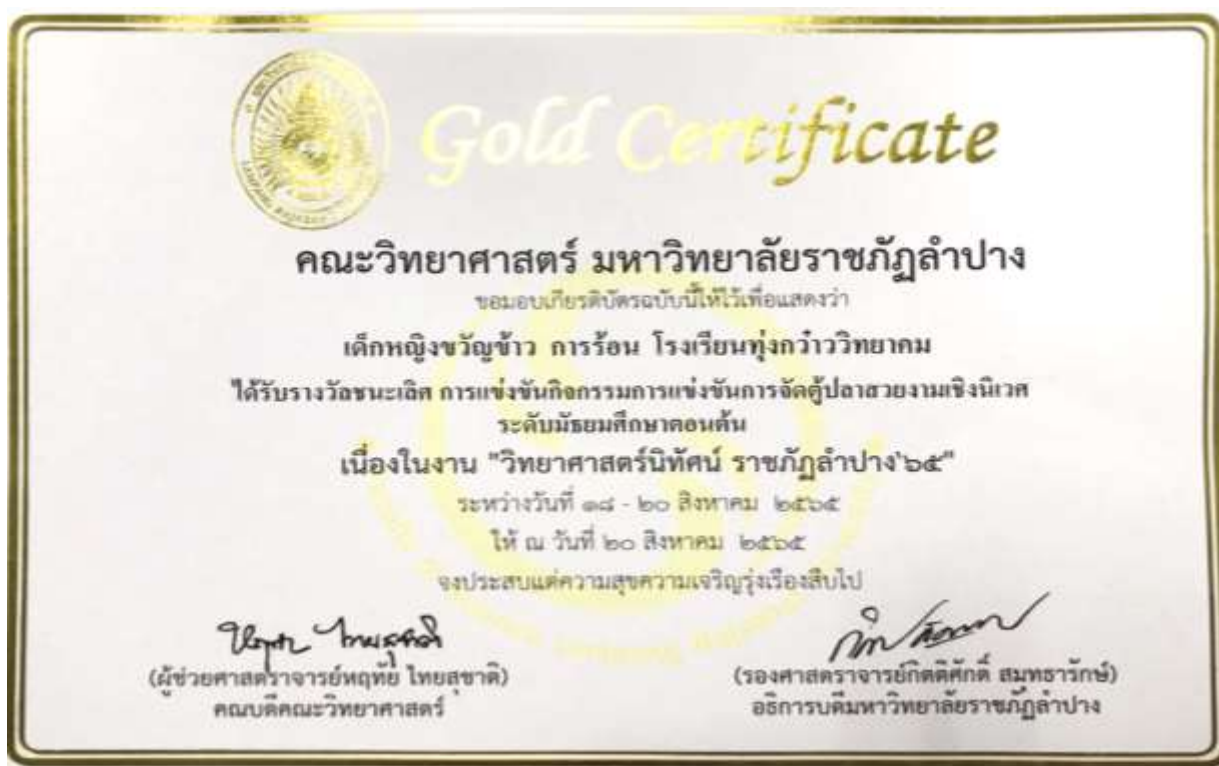 Gold Certificate
คณะวิทยาศาสตร์ มหาวิทยาลัยราชภัฏลำปาง
ขอมอบเกียรติบัตรฉบับนี้ให้ไว้เพื่อแสดงว่า
เด็กหญิงขวัญข้าว การร้อน โรงเรียนทุ่งกว๋าววิทยาคม
ได้รับรางวัลชนะเลิศ การแข่งขันกิจกรรมการแข่งขันการจัดตู้ปลาสวยงามเชิงนิเวศ
ระดับมัธยมศึกษาตอนต้น
เนื่องในงาน "วิทยาศาสตร์นิทัศน์ ราชภัฏลำปาง'๖๕"
ระหว่างวันที่ ๑๘ - ๒๐ สิงหาคม ๒๕๖๕
ให้ ณ วันที่ ๒๐ สิงหาคม ๒๕๖๕
จงประสบแต่ความสุขความเจริญรุ่งเรืองสืบไป
(ผู้ช่วยศาสตราจารย์หฤทัย ไทยสุชาติ)
คณบดีคณะวิทยาศาสตร์
(รองศาสตราจารย์กิตติศักดิ์ สมุทธารักษ์)
อธิการบดีมหาวิทยาลัยราชภัฏลำปาง